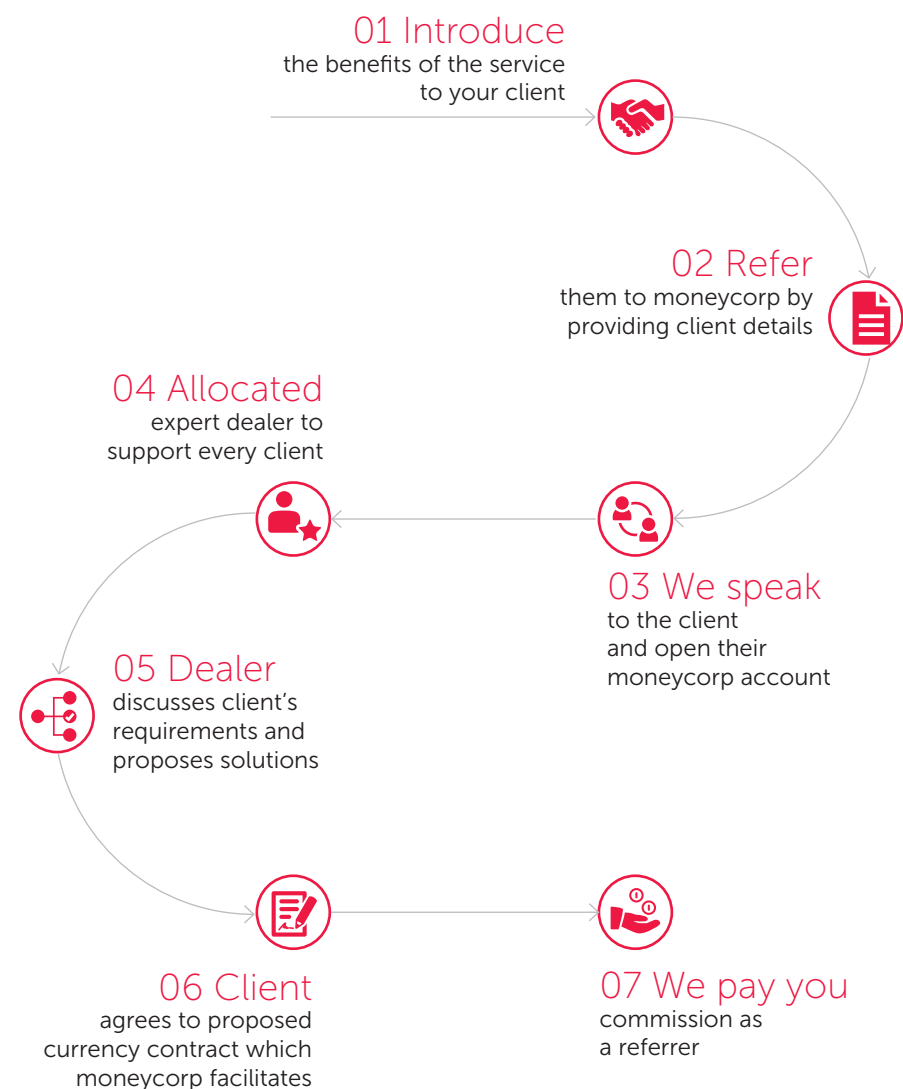 01 Introduce
the benefits of the service
to your client
02 Refer
them to moneycorp by
providing client details
03 We speak
to the client
and open their
moneycorp account
04 Allocated
expert dealer to
support every client
05 Dealer
discusses client’s
requirements and
proposes solutions
06 Client
agrees to proposed
currency contract which
moneycorp facilitates
07 We pay you
commission as
a referrer